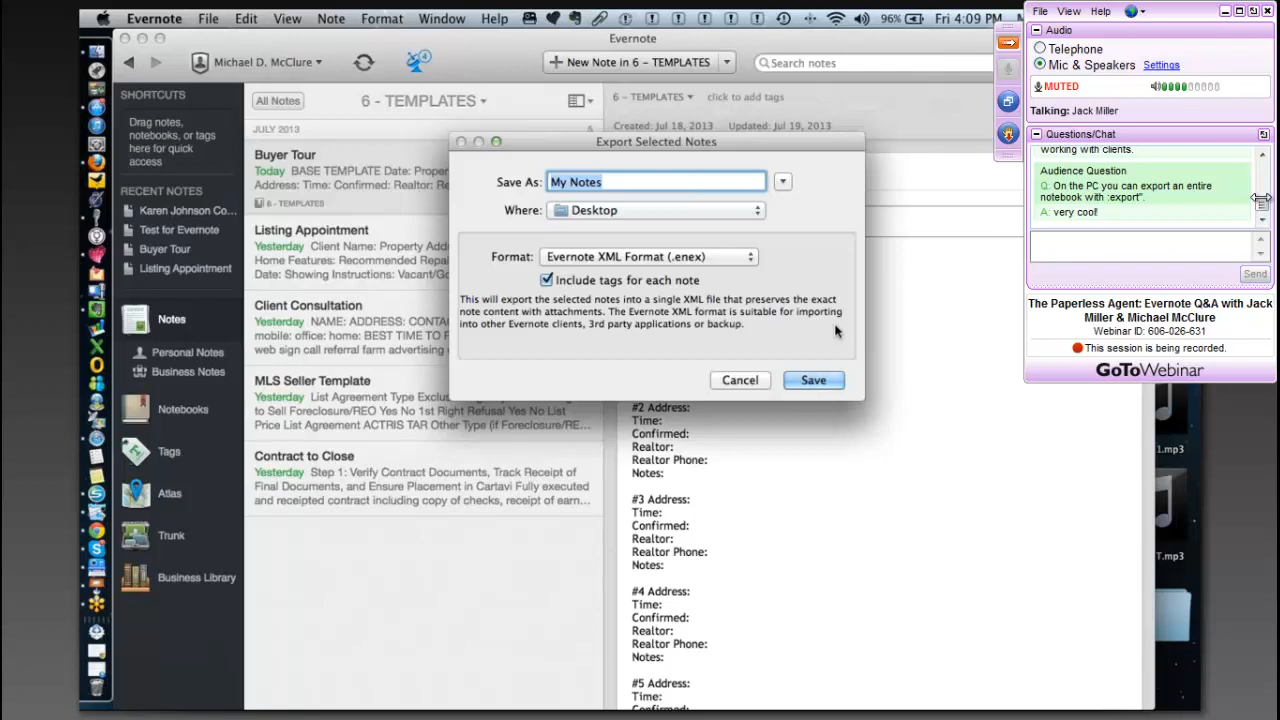 Evernote File Edit View Note Format Window Help 96% Fri 4:09 PM
Evernote
Michael D. McClure
4
New Note in 6 – TEMPLATES
Search notes
SHORTCUTS
Drag notes,
notebooks, or tags
here for quick
access
RECENT NOTES
Karen Johnson Co...
Test for Evernote
Buyer Tour
Listing Appointment
Notes
Personal Notes
Business Notes
Notebooks
Tags
Atlas
Trunk
Business Library
All Notes
6 - TEMPLATES
JULY 2013
Buyer Tour
Today BASE TEMPLATE Date: Proper
Address: Time: Confirmed: Realtor: Re
6 - TEMPLATES
Listing Appointment
Yesterday Client Name: Property Addr
Home Features: Recommended Repair
Date: Showing Instructions: Vacant/O
Client Consultation
Yesterday NAME: ADDRESS: CONTA
mobile: office: home: BEST TIME TO
web sign call referral farm advertising
MLS Seller Template
Yesterday List Agreement Type Exclus
to Sell Foreclosure/REO Yes No 1st Right Refusal Yes No List
Price List Agreement ACTRIS TAR Other Type (if Foreclosure/RE...
Contract to Close
Yesterday Step 1: Verify Contract Documents, Track Receipt of
Final Documents, and Ensure Placement in Cartavi Fully executed
and receipted contract including copy of checks, receipt of earn...
6 - TEMPLATES
click to add tags
Created: Jul 18, 2013 Updated: Jul 19, 2013
Export Selected Notes
Save As: My Notes
Where: Desktop
Format: Evernote XML Format (.enex)
Include tags for each note
This will export the selected notes into a single XML file that preserves the exact
note content with attachments. The Evernote XML format is suitable for importing
into other Evernote clients, 3rd party applications or backup.
Cancel Save
#2 Address:
Time:
Confirmed:
Realtor:
Realtor Phone:
Notes:
#3 Address:
Time:
Confirmed:
Realtor:
Realtor Phone:
Notes:
#4 Address:
Time:
Confirmed:
Realtor:
Realtor Phone:
Notes:
#5 Address:
Time:
Confirmed:
File View Help
Audio
Telephone
Mic & Speakers Settings
MUTED
Talking: Jack Miller
Questions/Chat
working with clients.
Audience Question
Q: On the PC you can export an entire
notebook with :export".
A: very cool!
Send
The Paperless Agent: Evernote Q&A with Jack
Miller & Michael McClure
Webinar ID: 606-026-631
This session is being recorded.
GoToWebinar
1.mp3
T.mp3